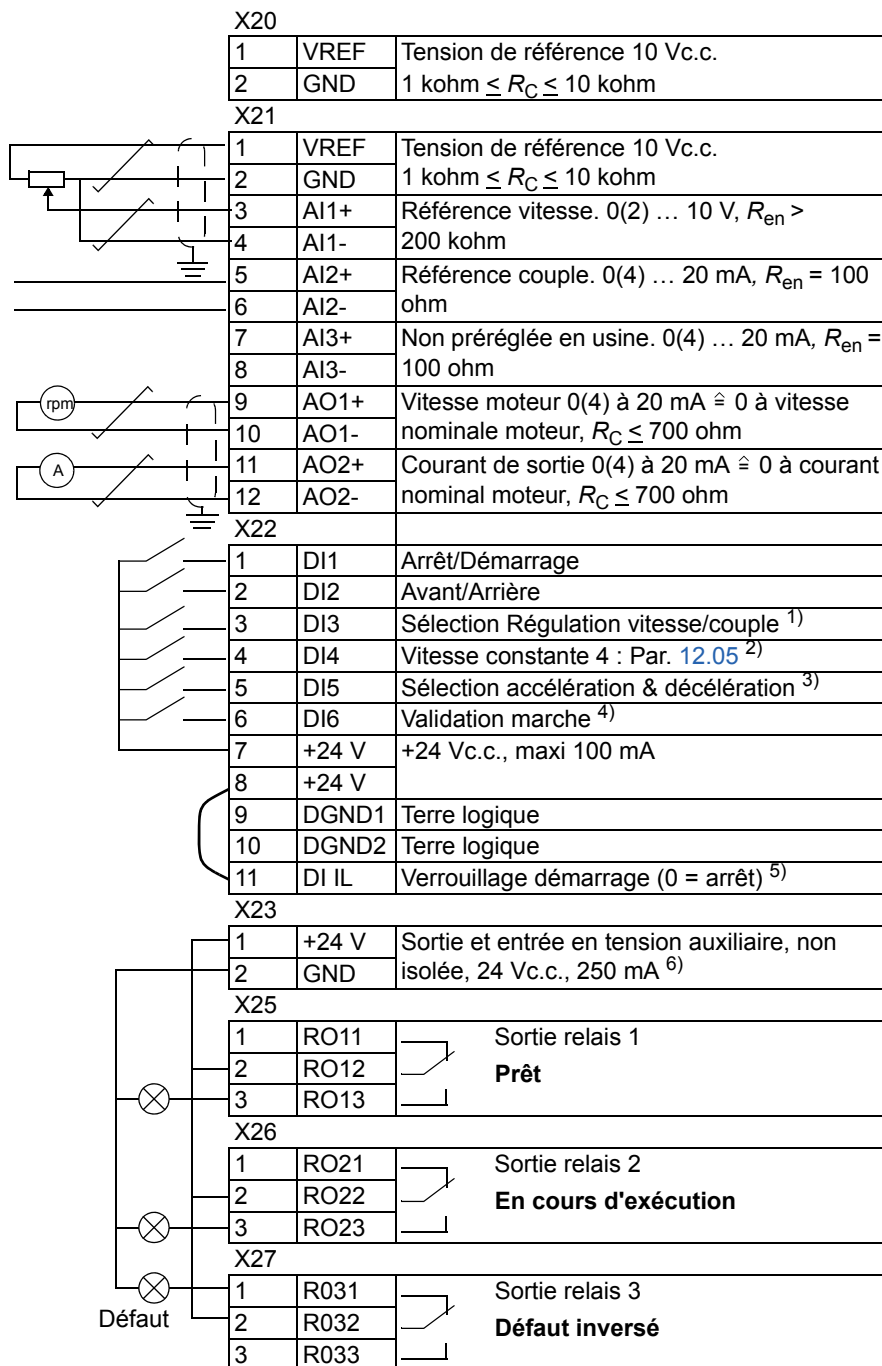 X20
1 VREF Tension de référence 10 Vc.c.
2 GND 1 kohm ≤ RC ≤ 10 kohm
X21
1 VREF Tension de référence 10 Vc.c.
2 GND 1 kohm ≤ RC ≤ 10 kohm
3 AI1+ Référence vitesse. 0(2) … 10 V, Ren >
4 AI1- 200 kohm
5 AI2+ Référence couple. 0(4) … 20 mA, Ren = 100
6 AI2- ohm
7 AI3+ Non préréglée en usine. 0(4) … 20 mA, Ren =
8 AI3- 100 ohm
rpm 9 AO1+ Vitesse moteur 0(4) à 20 mA ≙ 0 à vitesse
10 AO1- nominale moteur, RC ≤ 700 ohm
A 11 AO2+ Courant de sortie 0(4) à 20 mA ≙ 0 à courant
12 AO2- nominal moteur, RC ≤ 700 ohm
X22
1 DI1 Arrêt/Démarrage
2 DI2 Avant/Arrière
3 DI3 Sélection Régulation vitesse/couple 1)
4 DI4 Vitesse constante 4 : Par. 12.05 2)
5 DI5 Sélection accélération & décélération 3)
6 DI6 Validation marche 4)
7 +24 V +24 Vc.c., maxi 100 mA
8 +24 V
9 DGND1 Terre logique
10 DGND2 Terre logique
11 DI IL Verrouillage démarrage (0 = arrêt) 5)
X23
1 +24 V Sortie et entrée en tension auxiliaire, non
2 GND isolée, 24 Vc.c., 250 mA 6)
X25
1 RO11 Sortie relais 1
2 RO12 Prêt
3 RO13
X26
1 RO21 Sortie relais 2
2 RO22 En cours d'exécution
3 RO23
X27
1 R031 Sortie relais 3
Défaut 2 R032 Défaut inversé
3 R033